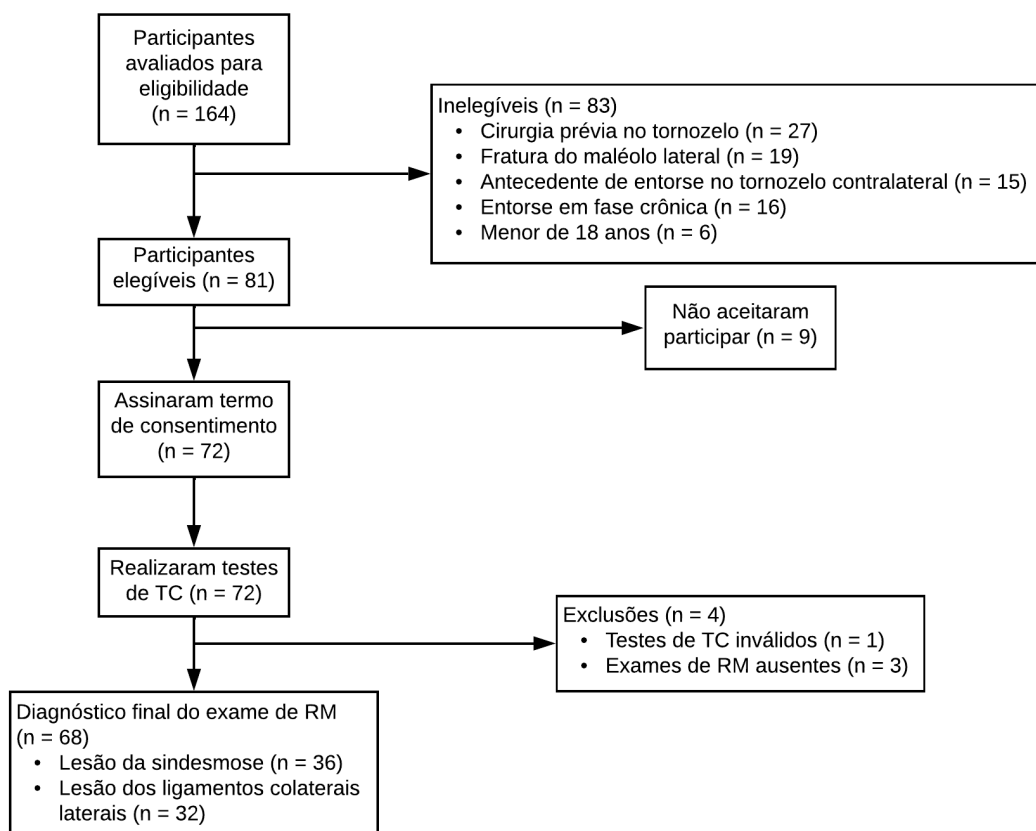 Participantes
avaliados para
eligibilidade
(n = 164)
Inelegíveis (n = 83)
• Cirurgia prévia no tornozelo (n = 27)
• Fratura do maléolo lateral (n = 19)
• Antecedente de entorse no tornozelo contralateral (n = 15)
• Entorse em fase crônica (n = 16)
• Menor de 18 anos (n = 6)
Participantes
elegíveis (n = 81)
Não aceitaram
participar (n = 9)
Assinaram termo
de consentimento
(n = 72)
Realizaram testes
de TC (n = 72)
Exclusões (n = 4)
• Testes de TC inválidos (n = 1)
• Exames de RM ausentes (n = 3)
Diagnóstico final do exame de RM
(n = 68)
• Lesão da sindesmose (n = 36)
• Lesão dos ligamentos colaterais
laterais (n = 32)